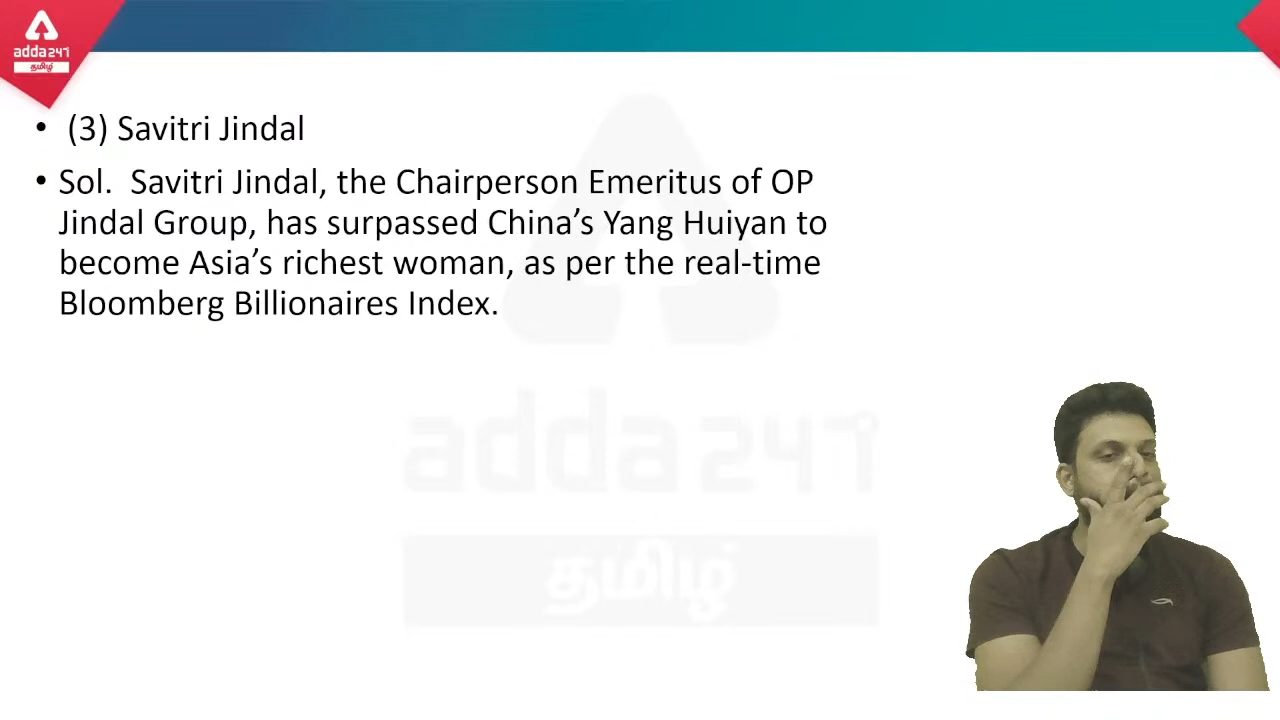 adda247
தமிழ்
• (3) Savitri Jindal
• Sol. Savitri Jindal, the Chairperson Emeritus of OP
Jindal Group, has surpassed China’s Yang Huiyan to
become Asia’s richest woman, as per the real-time
Bloomberg Billionaires Index.
adda247
தமிழ்